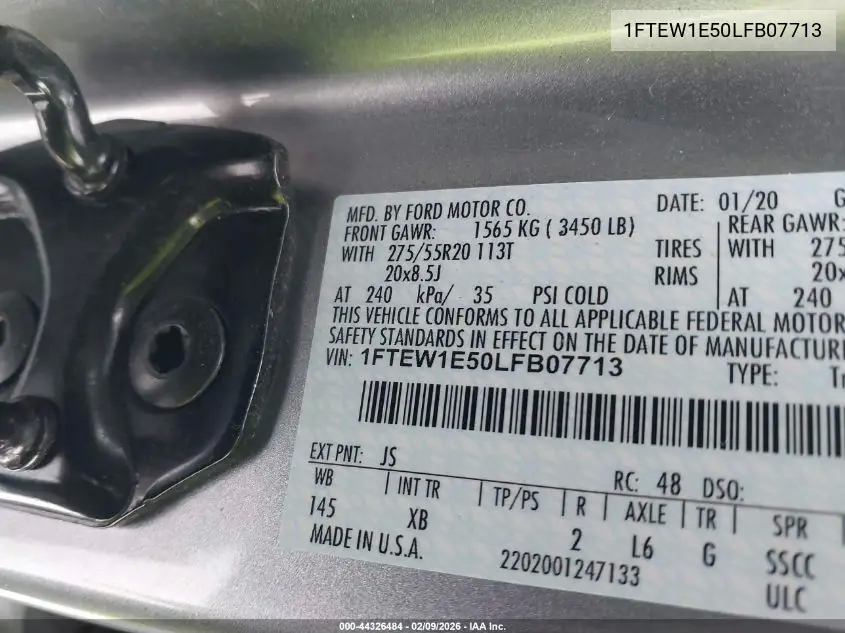 1FTEW1E50LFB07713
MFD. BY FORD MOTOR CO.
DATE: 01/20
FRONT GAWR: 1565 KG ( 3450 LB)
REAR GAWR:
WITH 275/55R20 113T TIRES WITH
20x8.5J RIMS
AT 240 kPa/ 35 PSI COLD AT 240
THIS VEHICLE CONFORMS TO ALL APPLICABLE FEDERAL MOTOR
SAFETY STANDARDS IN EFFECT ON THE DATE OF
VIN: 1FTEW1E50LFB07713
TYPE:
EXT PNT: JS RC: 48 DSO:
WB INT TR TP/PS R AXLE TR SPR
145 XB 2 L6 G SSCC
MADE IN U.S.A. 2202001247133 ULC
000-44326484 - 02/09/2026 - IAA Inc.